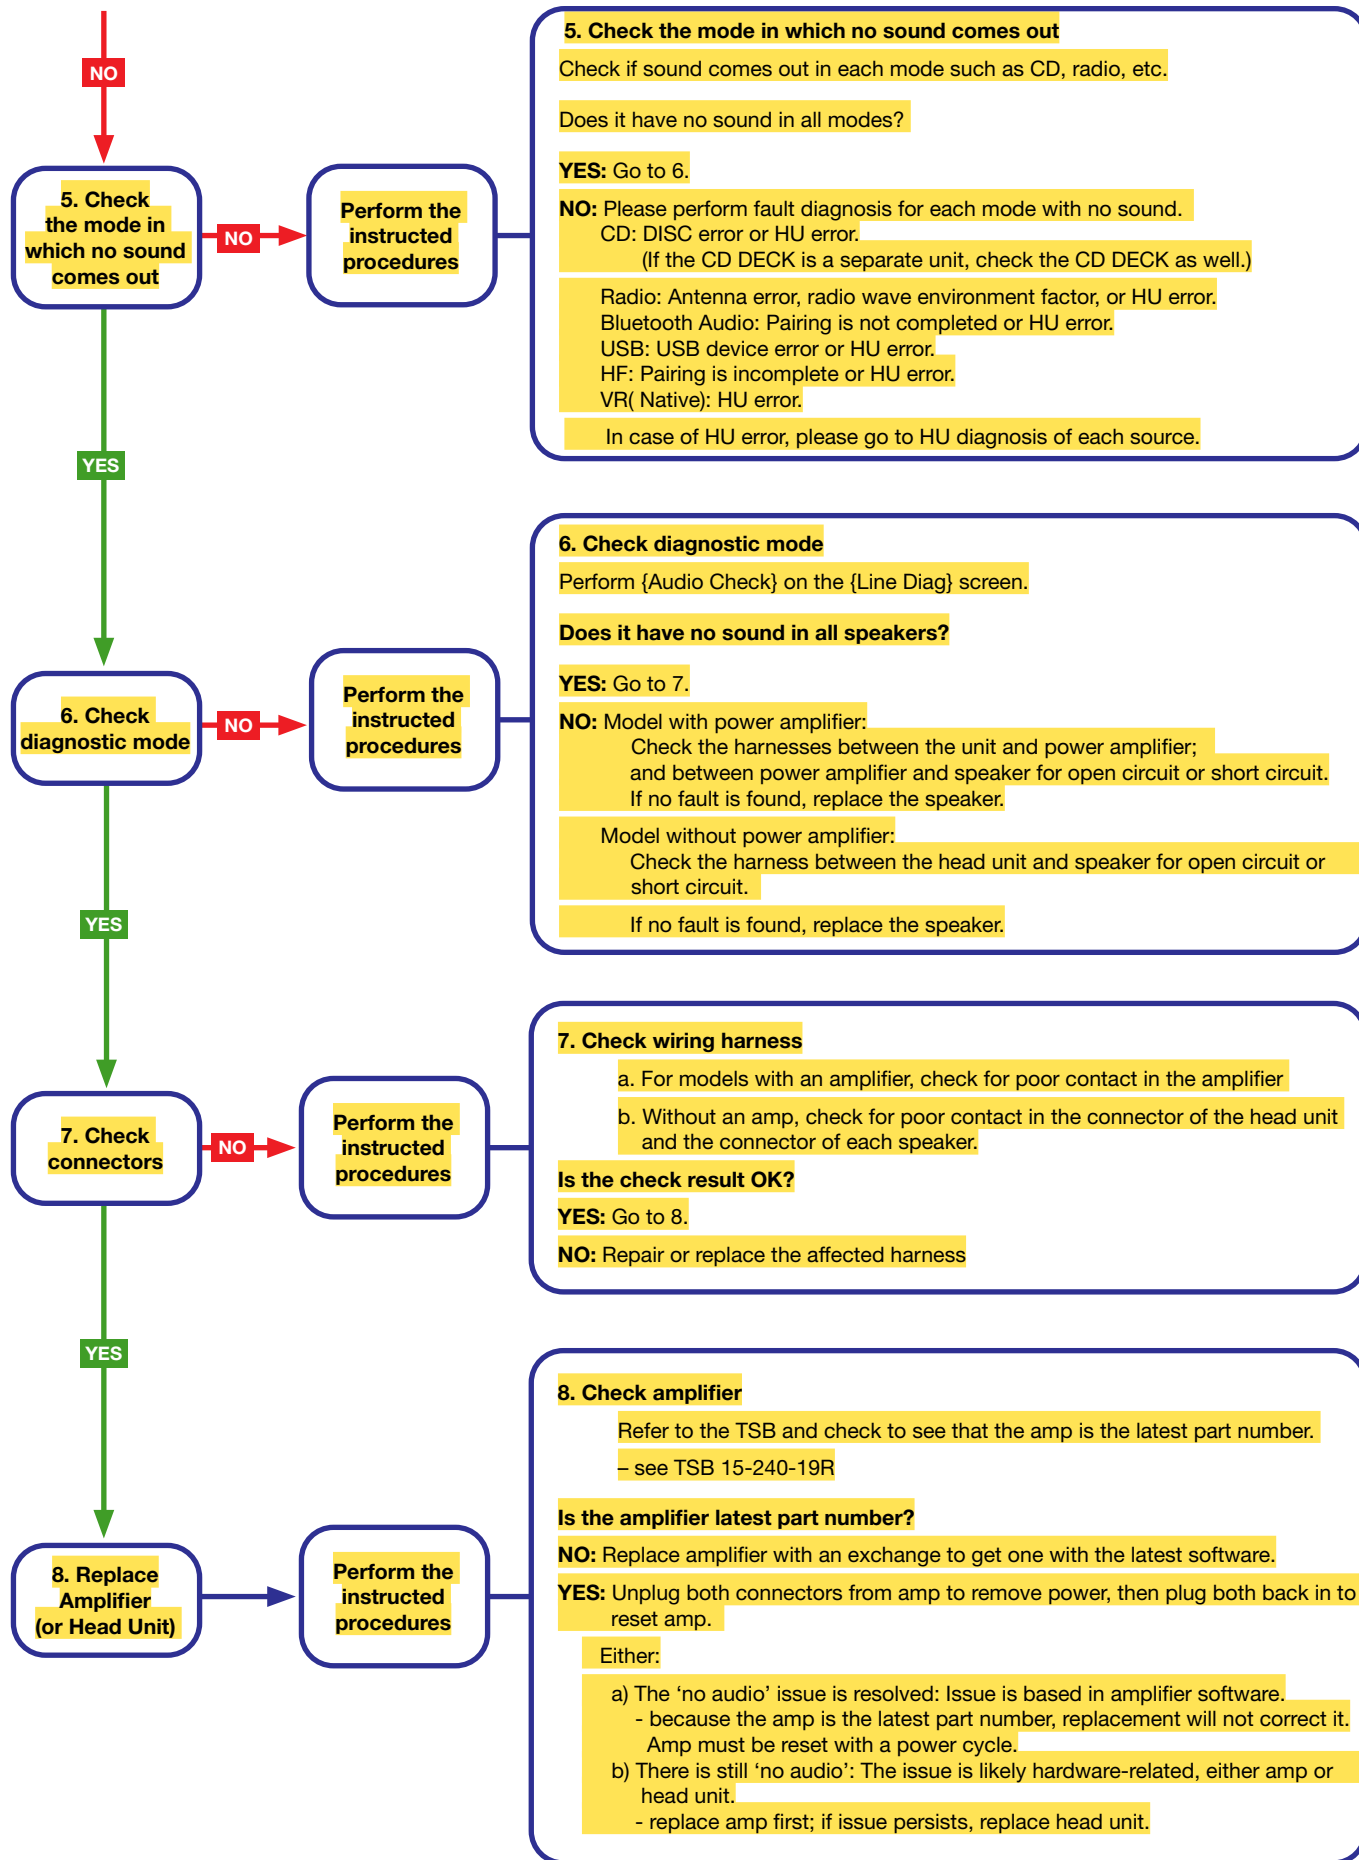 NO
5. Check
the mode in
which no sound
comes out
NO
Perform the
instructed
procedures
5. Check the mode in which no sound comes out
Check if sound comes out in each mode such as CD, radio, etc.
Does it have no sound in all modes?
YES: Go to 6.
NO: Please perform fault diagnosis for each mode with no sound.
CD: DISC error or HU error.
(If the CD DECK is a separate unit, check the CD DECK as well.)
Radio: Antenna error, radio wave environment factor, or HU error.
Bluetooth Audio: Pairing is not completed or HU error.
USB: USB device error or HU error.
HF: Pairing is incomplete or HU error.
VR( Native): HU error.
In case of HU error, please go to HU diagnosis of each source.
YES
6. Check
diagnostic mode
NO
Perform the
instructed
procedures
6. Check diagnostic mode
Perform {Audio Check} on the {Line Diag} screen.
Does it have no sound in all speakers?
YES: Go to 7.
NO: Model with power amplifier:
Check the harnesses between the unit and power amplifier;
and between power amplifier and speaker for open circuit or short circuit.
If no fault is found, replace the speaker.
Model without power amplifier:
Check the harness between the head unit and speaker for open circuit or
short circuit.
If no fault is found, replace the speaker.
YES
7. Check
connectors
NO
Perform the
instructed
procedures
7. Check wiring harness
a. For models with an amplifier, check for poor contact in the amplifier
b. Without an amp, check for poor contact in the connector of the head unit
and the connector of each speaker.
Is the check result OK?
YES: Go to 8.
NO: Repair or replace the affected harness
YES
8. Replace
Amplifier
(or Head Unit)
Perform the
instructed
procedures
8. Check amplifier
Refer to the TSB and check to see that the amp is the latest part number.
– see TSB 15-240-19R
Is the amplifier latest part number?
NO: Replace amplifier with an exchange to get one with the latest software.
YES: Unplug both connectors from amp to remove power, then plug both back in to
reset amp.
Either:
a) The ‘no audio’ issue is resolved: Issue is based in amplifier software.
- because the amp is the latest part number, replacement will not correct it.
Amp must be reset with a power cycle.
b) There is still ‘no audio’: The issue is likely hardware-related, either amp or
head unit.
- replace amp first; if issue persists, replace head unit.